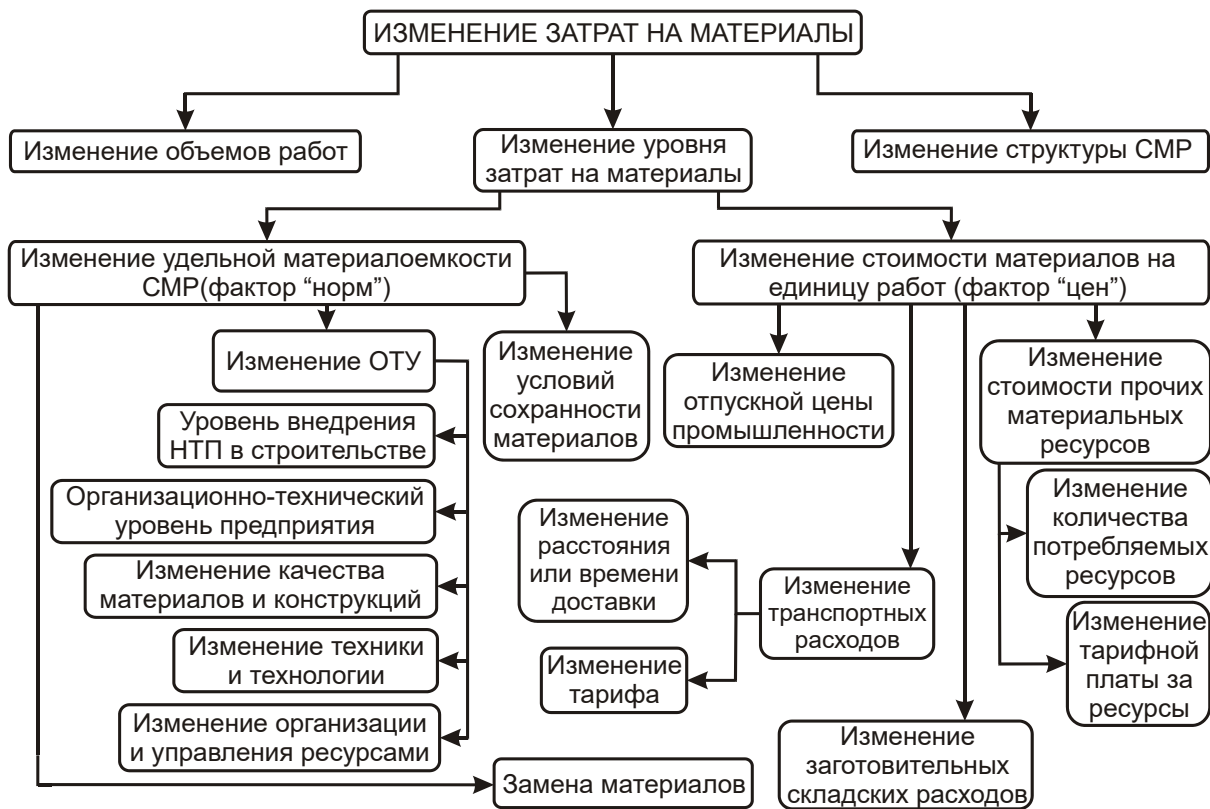 ИЗМЕНЕНИЕ ЗАТРАТ НА МАТЕРИАЛЫ
Изменение объемов работ
Изменение уровня
затрат на материалы
Изменение структуры СМР
Изменение удельной материалоемкости
СМР(фактор “норм”)
Изменение стоимости материалов на
единицу работ (фактор “цен”)
Изменение ОТУ
Уровень внедрения
НТП в строительстве
Организационно-технический
уровень предприятия
Изменение качества
материалов и конструкций
Изменение техники
и технологии
Изменение организации
и управления ресурсами
Замена материалов
Изменение
условий
сохранности
материалов
Изменение
отпускной цены
промышленности
Изменение
расстояния
или времени
доставки
Изменение
тарифа
Изменение
транспортных
расходов
Изменение
заготовительных
складских расходов
Изменение
стоимости прочих
материальных
ресурсов
Изменение
количества
потребляемых
ресурсов
Изменение
тарифной
платы за
ресурсы